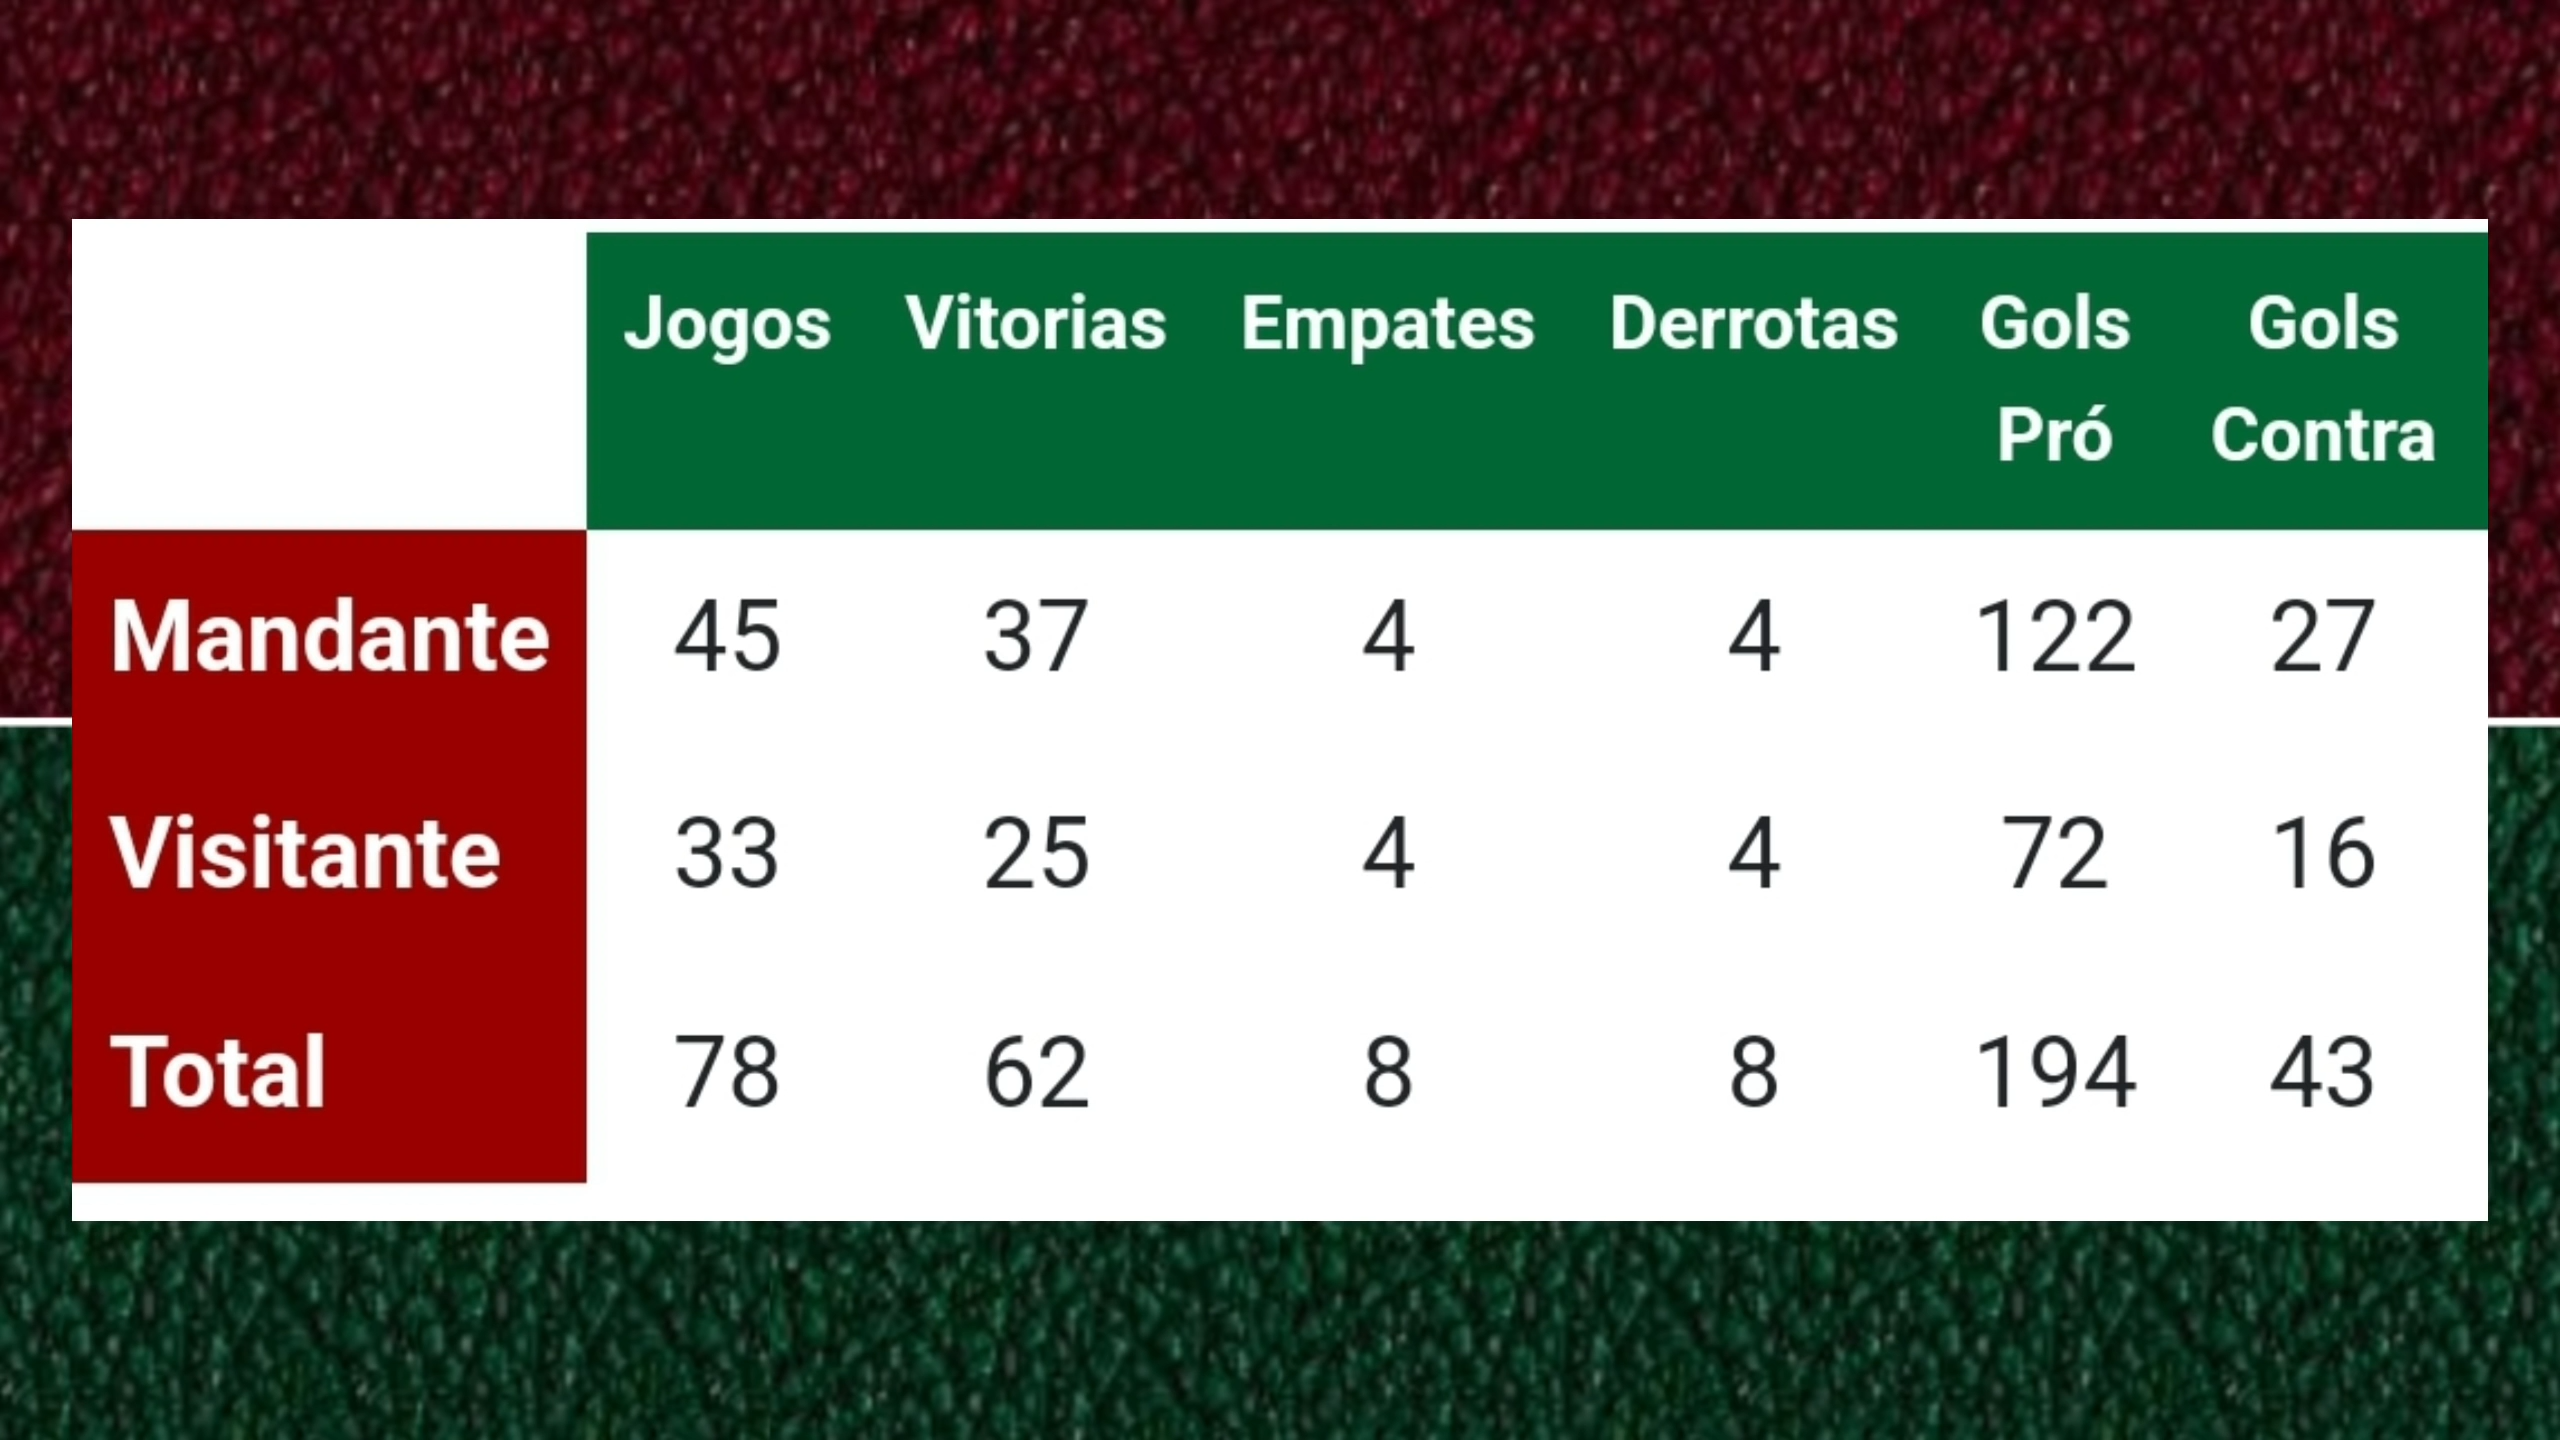 Jogos Vitorias Empates Derrotas Gols Pró Gols Contra
Mandante 45 37 4 4 122 27
Visitante 33 25 4 4 72 16
Total 78 62 8 8 194 43